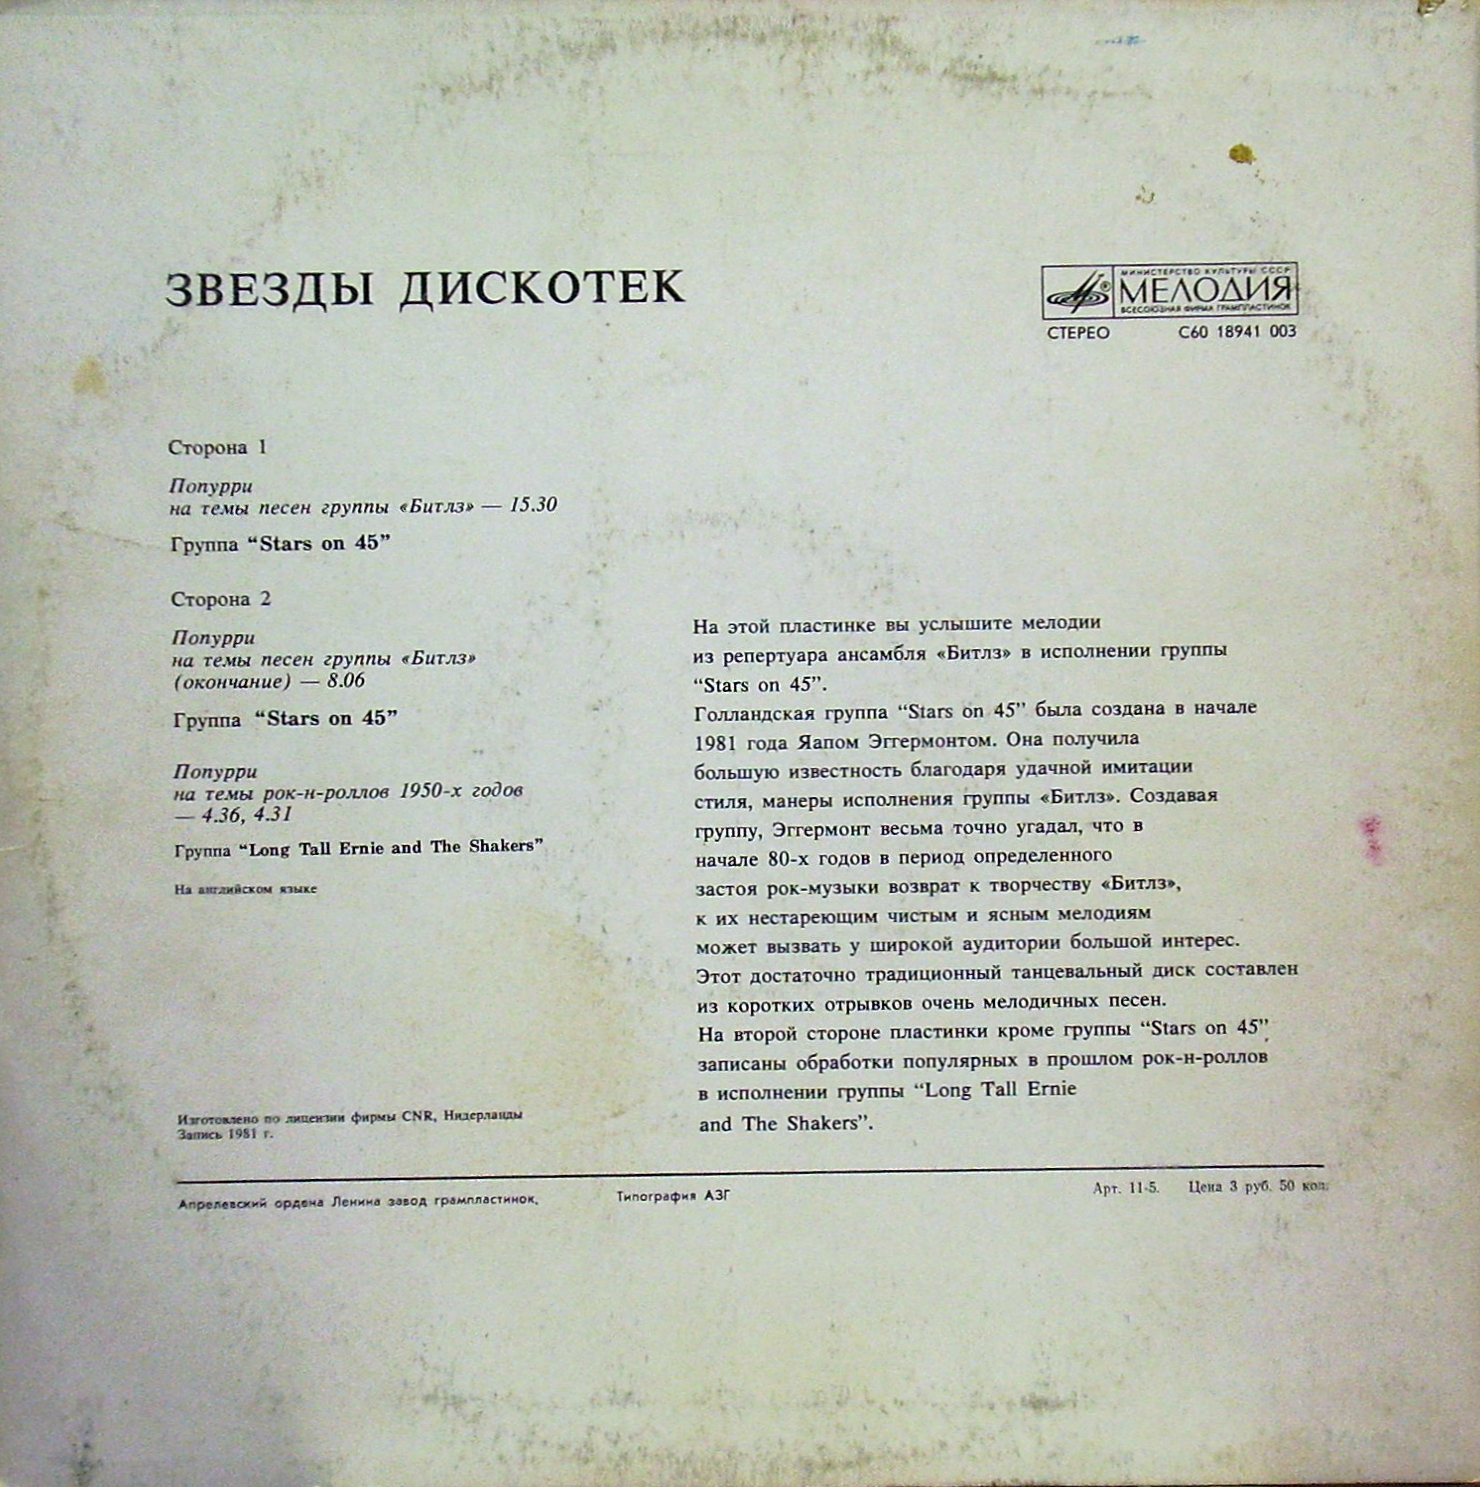 ЗВЕЗДЫ ДИСКОТЕК
МИНИСТЕРСТВО КУЛЬТУРЫ СССР
МЕЛОДИЯ
ВСЕСОЮЗНАЯ ФИРМА ГРАМПЛАСТИНОК
СТЕРЕО С60 18941 003
Сторона 1
Попурри
на темы песен группы «Битлз» — 15.30
Группа “Stars on 45”
Сторона 2
Попурри
на темы песен группы «Битлз»
(окончание) — 8.06
Группа “Stars on 45”
Попурри
на темы рок-н-роллов 1950-х годов
— 4.36, 4.31
Группа “Long Tall Ernie and The Shakers”
На английском языке
На этой пластинке вы услышите мелодии
из репертуара ансамбля «Битлз» в исполнении группы
“Stars on 45”.
Голландская группа “Stars on 45” была создана в начале
1981 года Яапом Эггермонтом. Она получила
большую известность благодаря удачной имитации
стиля, манеры исполнения группы «Битлз». Создавая
группу, Эггермонт весьма точно угадал, что в
начале 80-х годов в период определенного
застоя рок-музыки возврат к творчеству «Битлз»,
к их нестареющим чистым и ясным мелодиям
может вызвать у широкой аудитории большой интерес.
Этот достаточно традиционный танцевальный диск составлен
из коротких отрывков очень мелодичных песен.
На второй стороне пластинки кроме группы “Stars on 45”
записаны обработки популярных в прошлом рок-н-роллов
в исполнении группы “Long Tall Ernie
and The Shakers”.
Изготовлено по лицензии фирмы CNR, Нидерланды
Запись 1981 г.
Апрелевский ордена Ленина завод грампластинок, Типография АЗГ Арт. 11-5. Цена 3 руб. 50 коп.